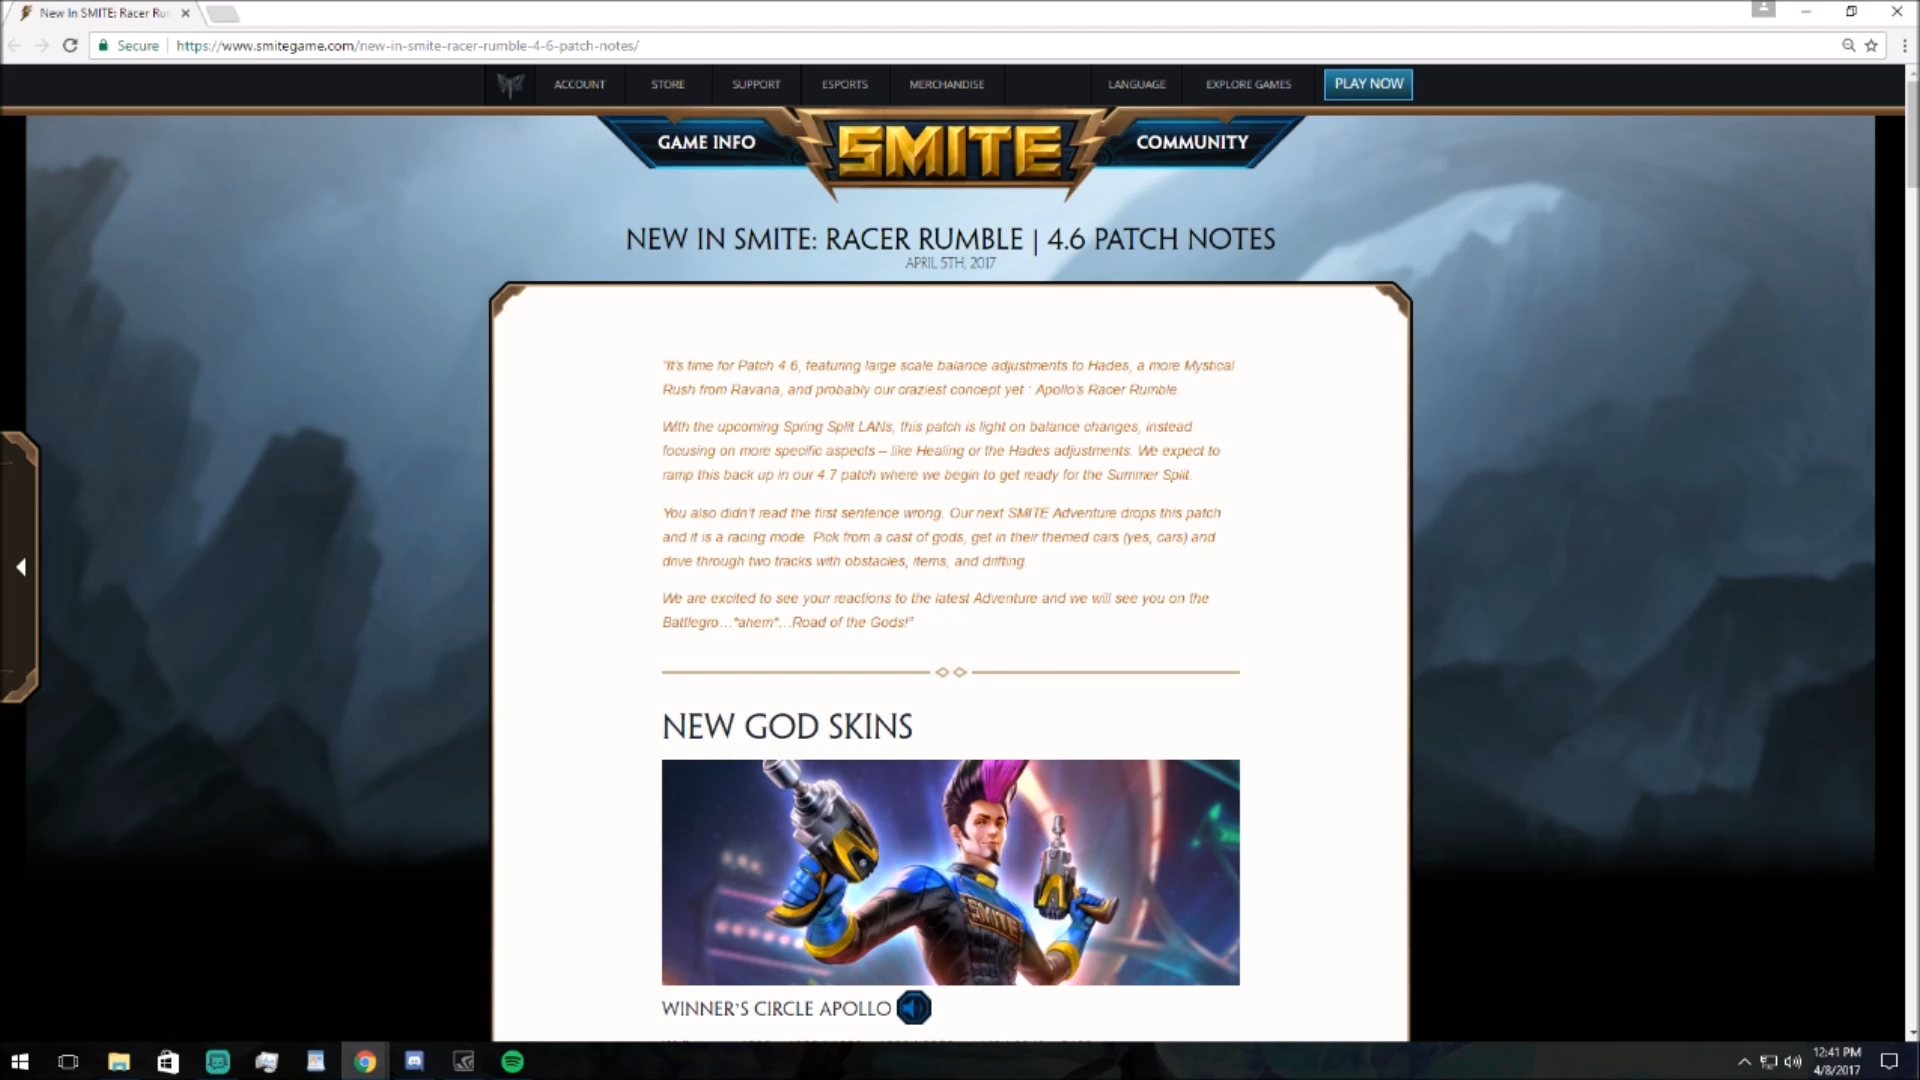 New In SMITE: Racer Ru
Secure https://www.smitegame.com/new-in-smite-racer-rumble-4-6-patch-notes/
ACCOUNT STORE SUPPORT ESPORTS MERCHANDISE LANGUAGE EXPLORE GAMES PLAY NOW
GAME INFO SMITE COMMUNITY
NEW IN SMITE: RACER RUMBLE | 4.6 PATCH NOTES
APRIL 5TH, 2017
"It's time for Patch 4.6, featuring large scale balance adjustments to Hades, a more Mystical
Rush from Ravana, and probably our craziest concept yet : Apollo's Racer Rumble.
With the upcoming Spring Split LANs, this patch is light on balance changes, instead
focusing on more specific aspects – like Healing or the Hades adjustments. We expect to
ramp this back up in our 4.7 patch where we begin to get ready for the Summer Split.
You also didn't read the first sentence wrong. Our next SMITE Adventure drops this patch
and it is a racing mode. Pick from a cast of gods, get in their themed cars (yes, cars) and
drive through two tracks with obstacles, items, and drifting.
We are excited to see your reactions to the latest Adventure and we will see you on the
Battlegro…*ahem*…Road of the Gods!"
NEW GOD SKINS
SMITE
WINNER'S CIRCLE APOLLO
12:41 PM
4/8/2017